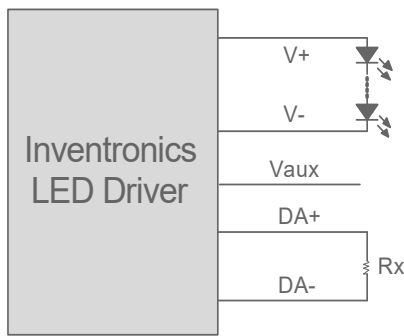 V+
V-
Inventronics
LED Driver
Vaux
DA+
Rx
DA-